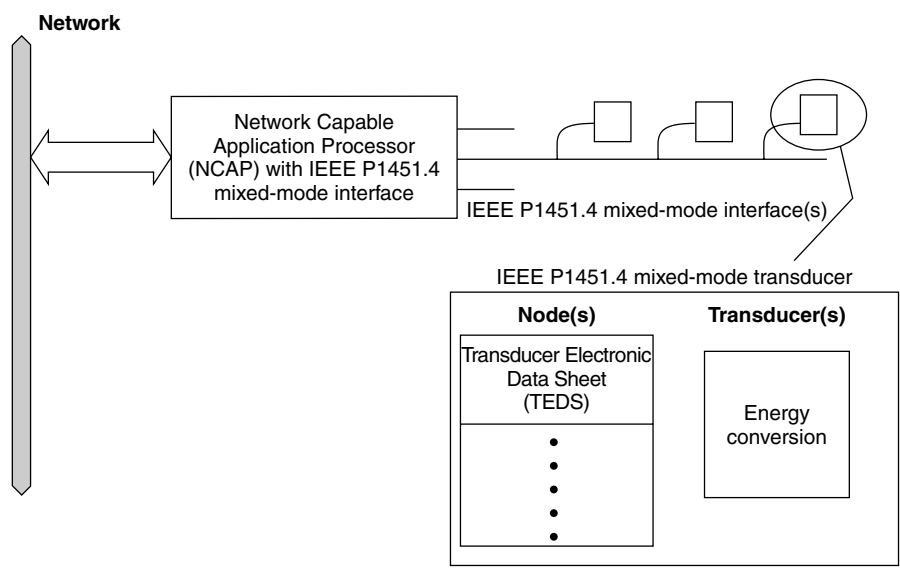 Network
Network Capable
Application Processor
(NCAP) with IEEE P1451.4
mixed-mode interface
IEEE P1451.4 mixed-mode interface(s)
IEEE P1451.4 mixed-mode transducer
Node(s)
Transducer(s)
Transducer Electronic
Data Sheet
(TEDS)
Energy
conversion